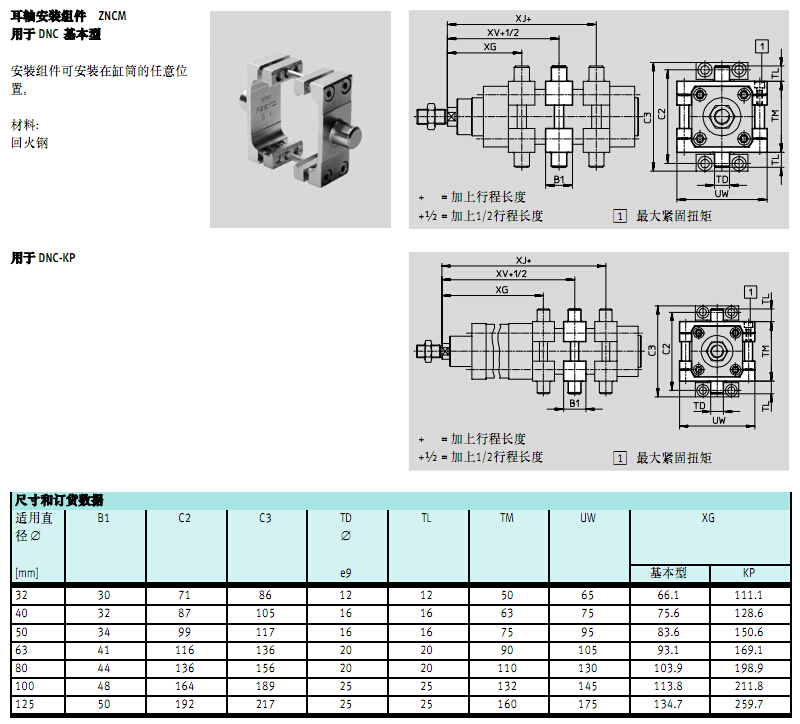 耳轴安装组件 ZNCM
用于 DNC 基本型
安装组件可安装在缸筒的任意位
置。
材料:
回火钢
FESTO
XJ+
XV+1/2
XG
C3
C2
B1
1
TL
TM
TL
TD
UW
+ = 加上行程长度
+½ = 加上1/2行程长度
1 最大紧固扭矩
用于 DNC-KP
XJ+
XV+1/2
XG
C3
C2
B1
1
TL
TM
TL
TD
UW
+ = 加上行程长度
+½ = 加上1/2行程长度
1 最大紧固扭矩
尺寸和订货数据
适用直 B1 C2 C3 TD TL TM UW XG
径 ∅ ∅
[mm] e9 基本型 KP
32 30 71 86 12 12 50 65 66.1 111.1
40 32 87 105 16 16 63 75 75.6 128.6
50 34 99 117 16 16 75 95 83.6 150.6
63 41 116 136 20 20 90 105 93.1 169.1
80 44 136 156 20 20 110 130 103.9 198.9
100 48 164 189 25 25 132 145 113.8 211.8
125 50 192 217 25 25 160 175 134.7 259.7